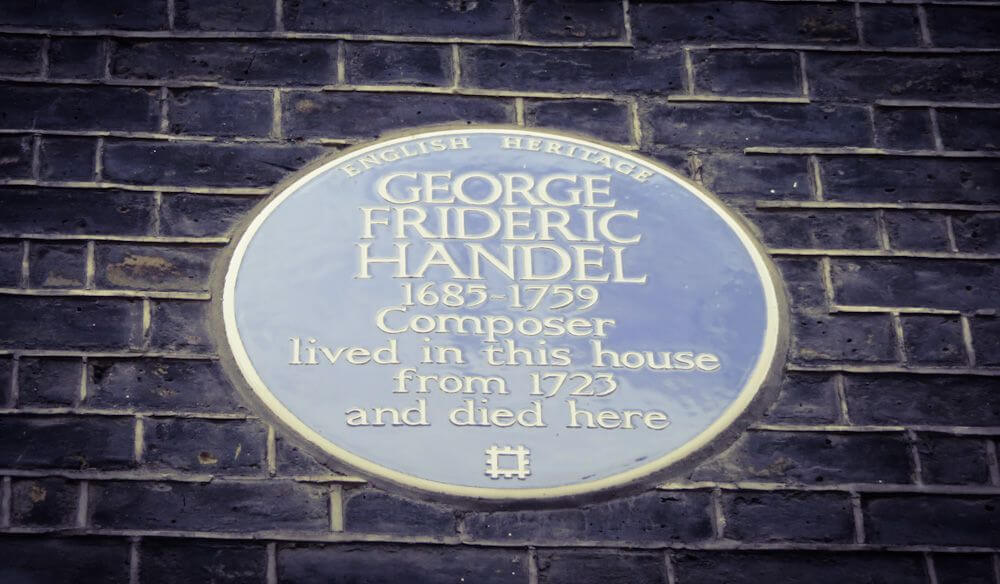 ENGLISH HERITAGE
GEORGE
FRIDERIC
HANDEL
1685-1759
Composer
lived in this house
from 1723
and died here